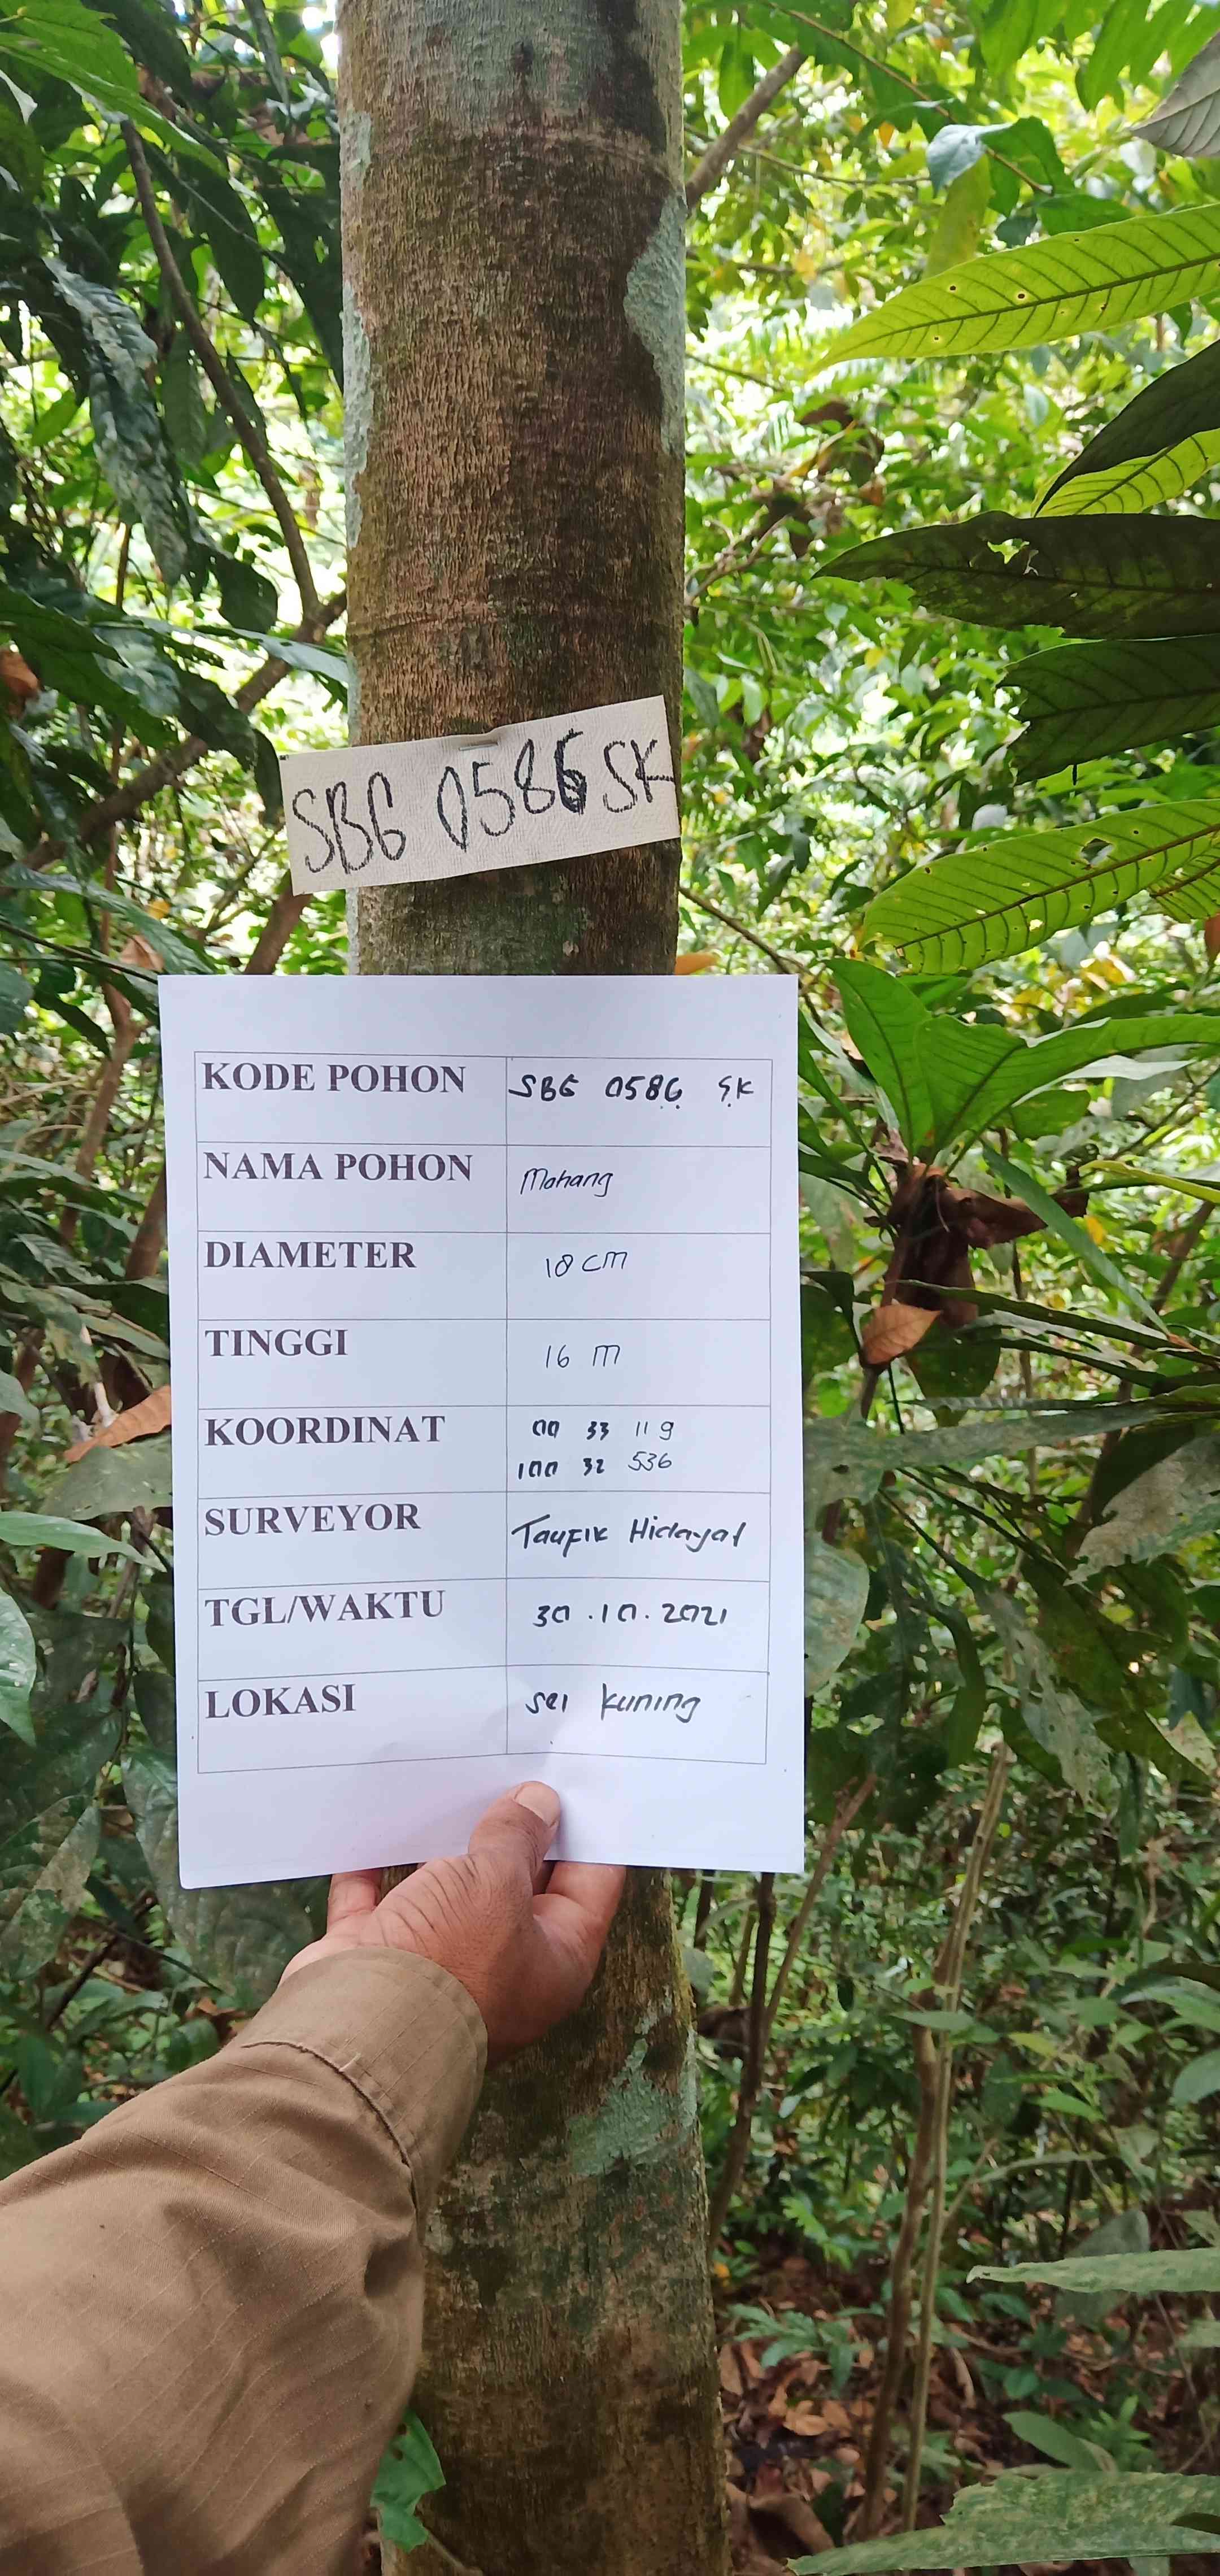 SBG 0586 SK
KODE POHON SBG 0586 SK
NAMA POHON Mahang
DIAMETER 18 cm
TINGGI 16 m
KOORDINAT 00 33 119
100 32 536
SURVEYOR Taufik Hidayat
TGL/WAKTU 30.10.2021
LOKASI sei kuning